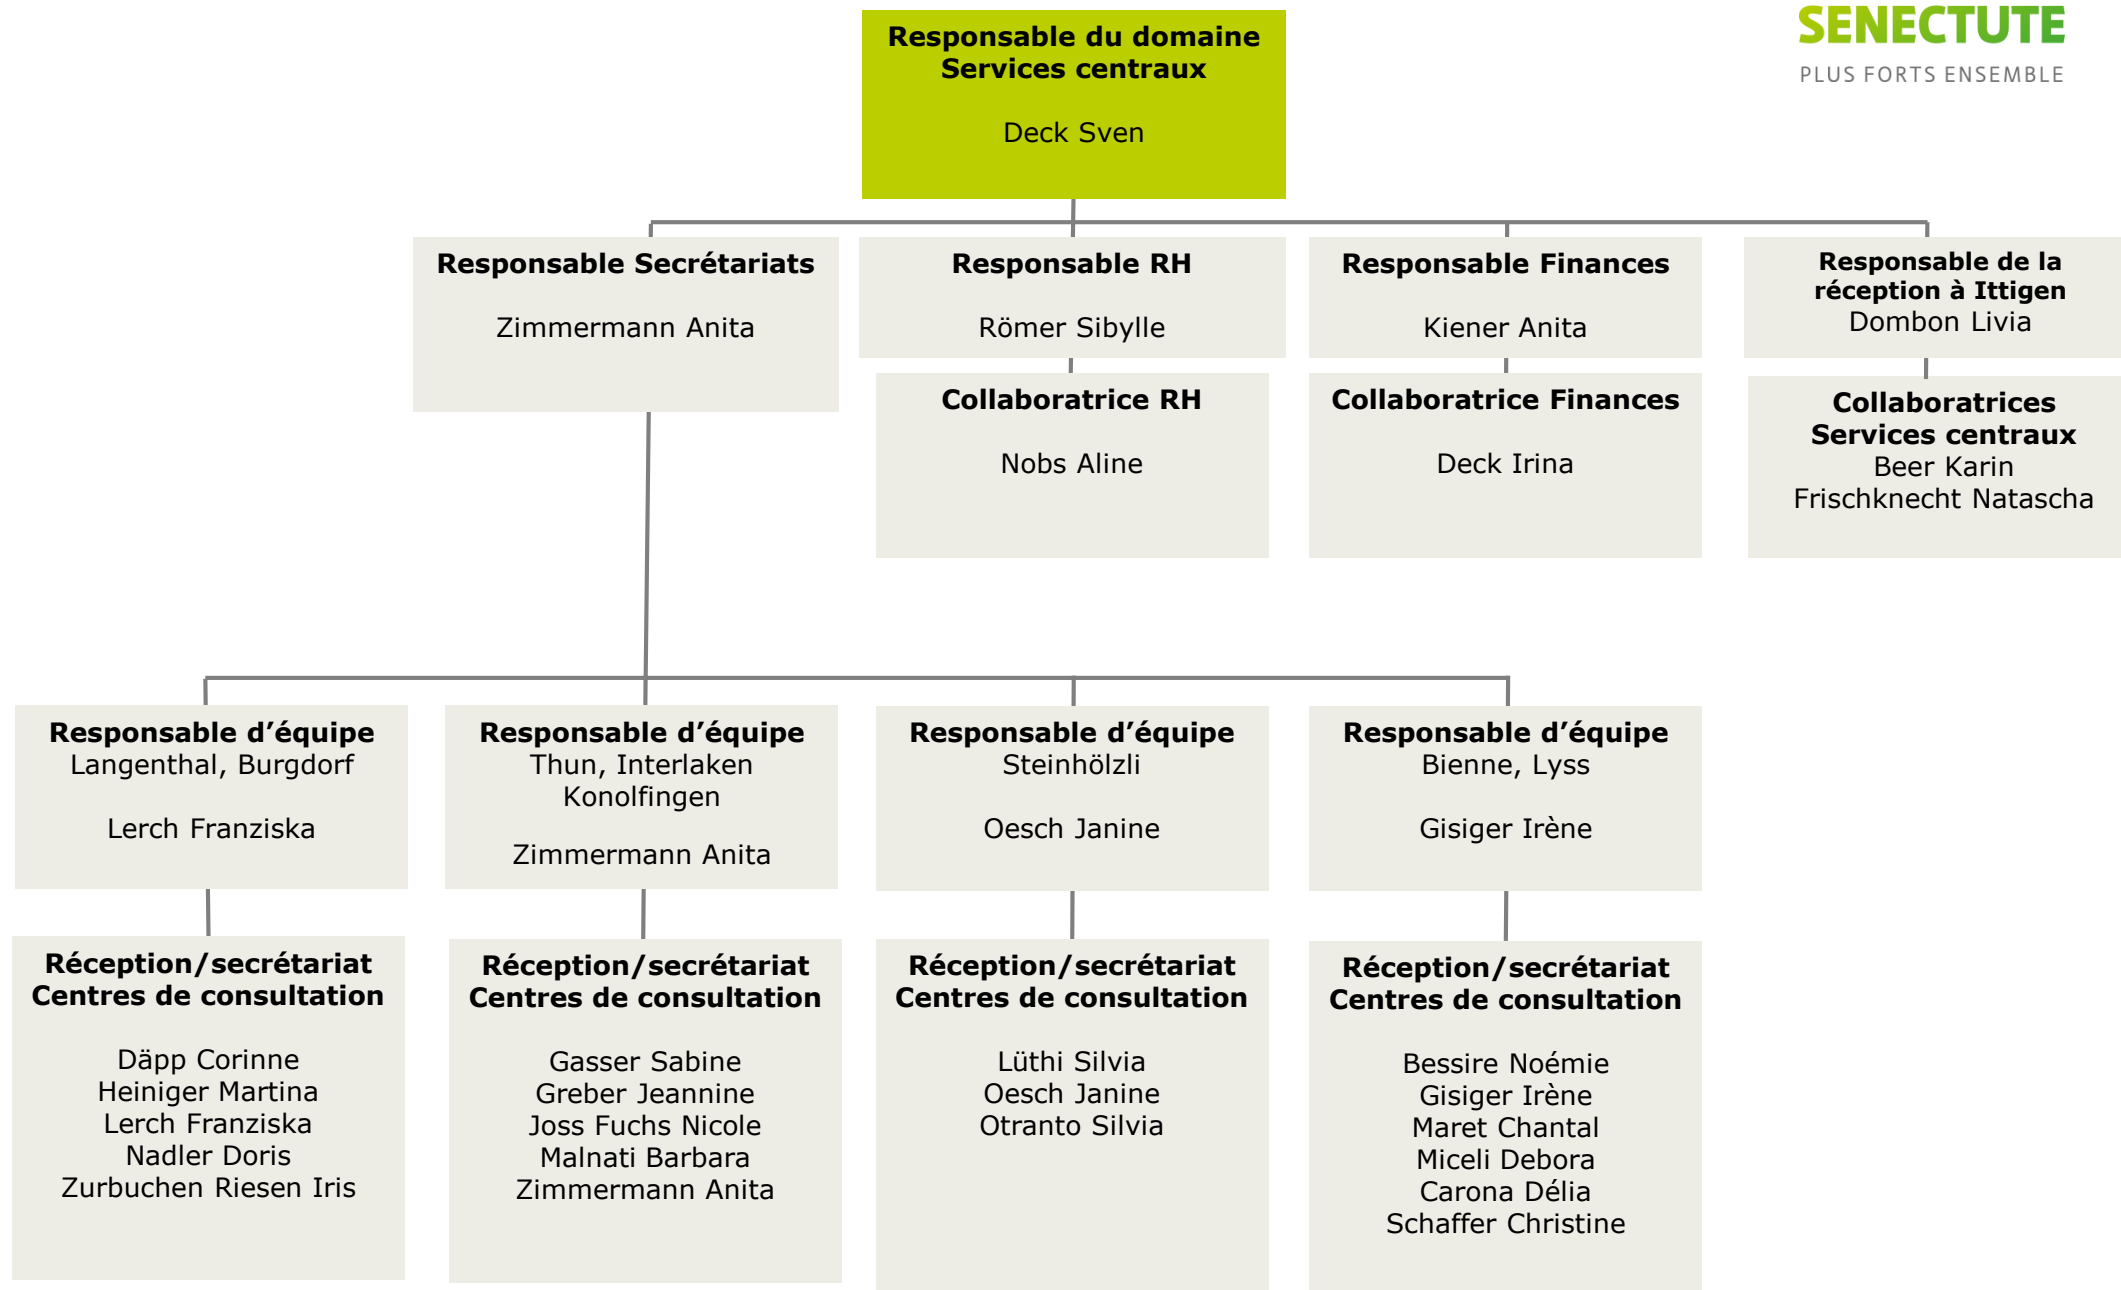 SENECTUTE
PLUS FORTS ENSEMBLE
Responsable du domaine
Services centraux
Deck Sven
Responsable Secrétariats
Zimmermann Anita
Responsable RH
Römer Sibylle
Responsable Finances
Kiener Anita
Responsable de la
réception à Ittigen
Dombon Livia
Collaboratrice RH
Nobs Aline
Collaboratrice Finances
Deck Irina
Collaboratrices
Services centraux
Beer Karin
Frischknecht Natascha
Responsable d’équipe
Langenthal, Burgdorf
Lerch Franziska
Responsable d’équipe
Thun, Interlaken
Konolfingen
Zimmermann Anita
Responsable d’équipe
Steinhölzli
Oesch Janine
Responsable d’équipe
Bienne, Lyss
Gisiger Irène
Réception/secrétariat
Centres de consultation
Däpp Corinne
Heiniger Martina
Lerch Franziska
Nadler Doris
Zurbuchen Riesen Iris
Réception/secrétariat
Centres de consultation
Gasser Sabine
Greber Jeannine
Joss Fuchs Nicole
Malnati Barbara
Zimmermann Anita
Réception/secrétariat
Centres de consultation
Lüthi Silvia
Oesch Janine
Otranto Silvia
Réception/secrétariat
Centres de consultation
Bessire Noémie
Gisiger Irène
Maret Chantal
Miceli Debora
Carona Délia
Schaffer Christine